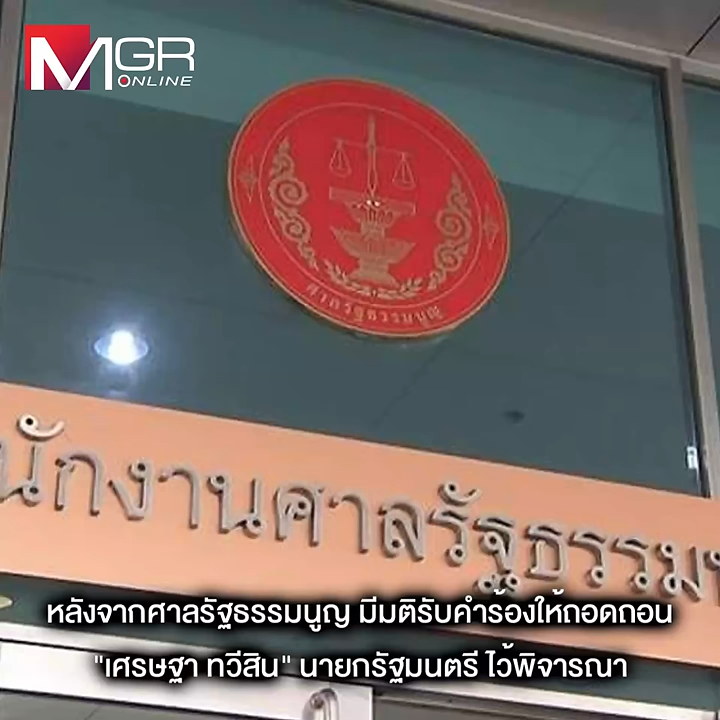 MGR
ONLINE
ศาลรัฐธรรมนูญ
นักงานศาลรัฐธรรม
หลังจากศาลรัฐธรรมนูญ มีมติรับคำร้องให้ถอดถอน
"เศรษฐา ทวีสิน" นายกรัฐมนตรี ไว้พิจารณา